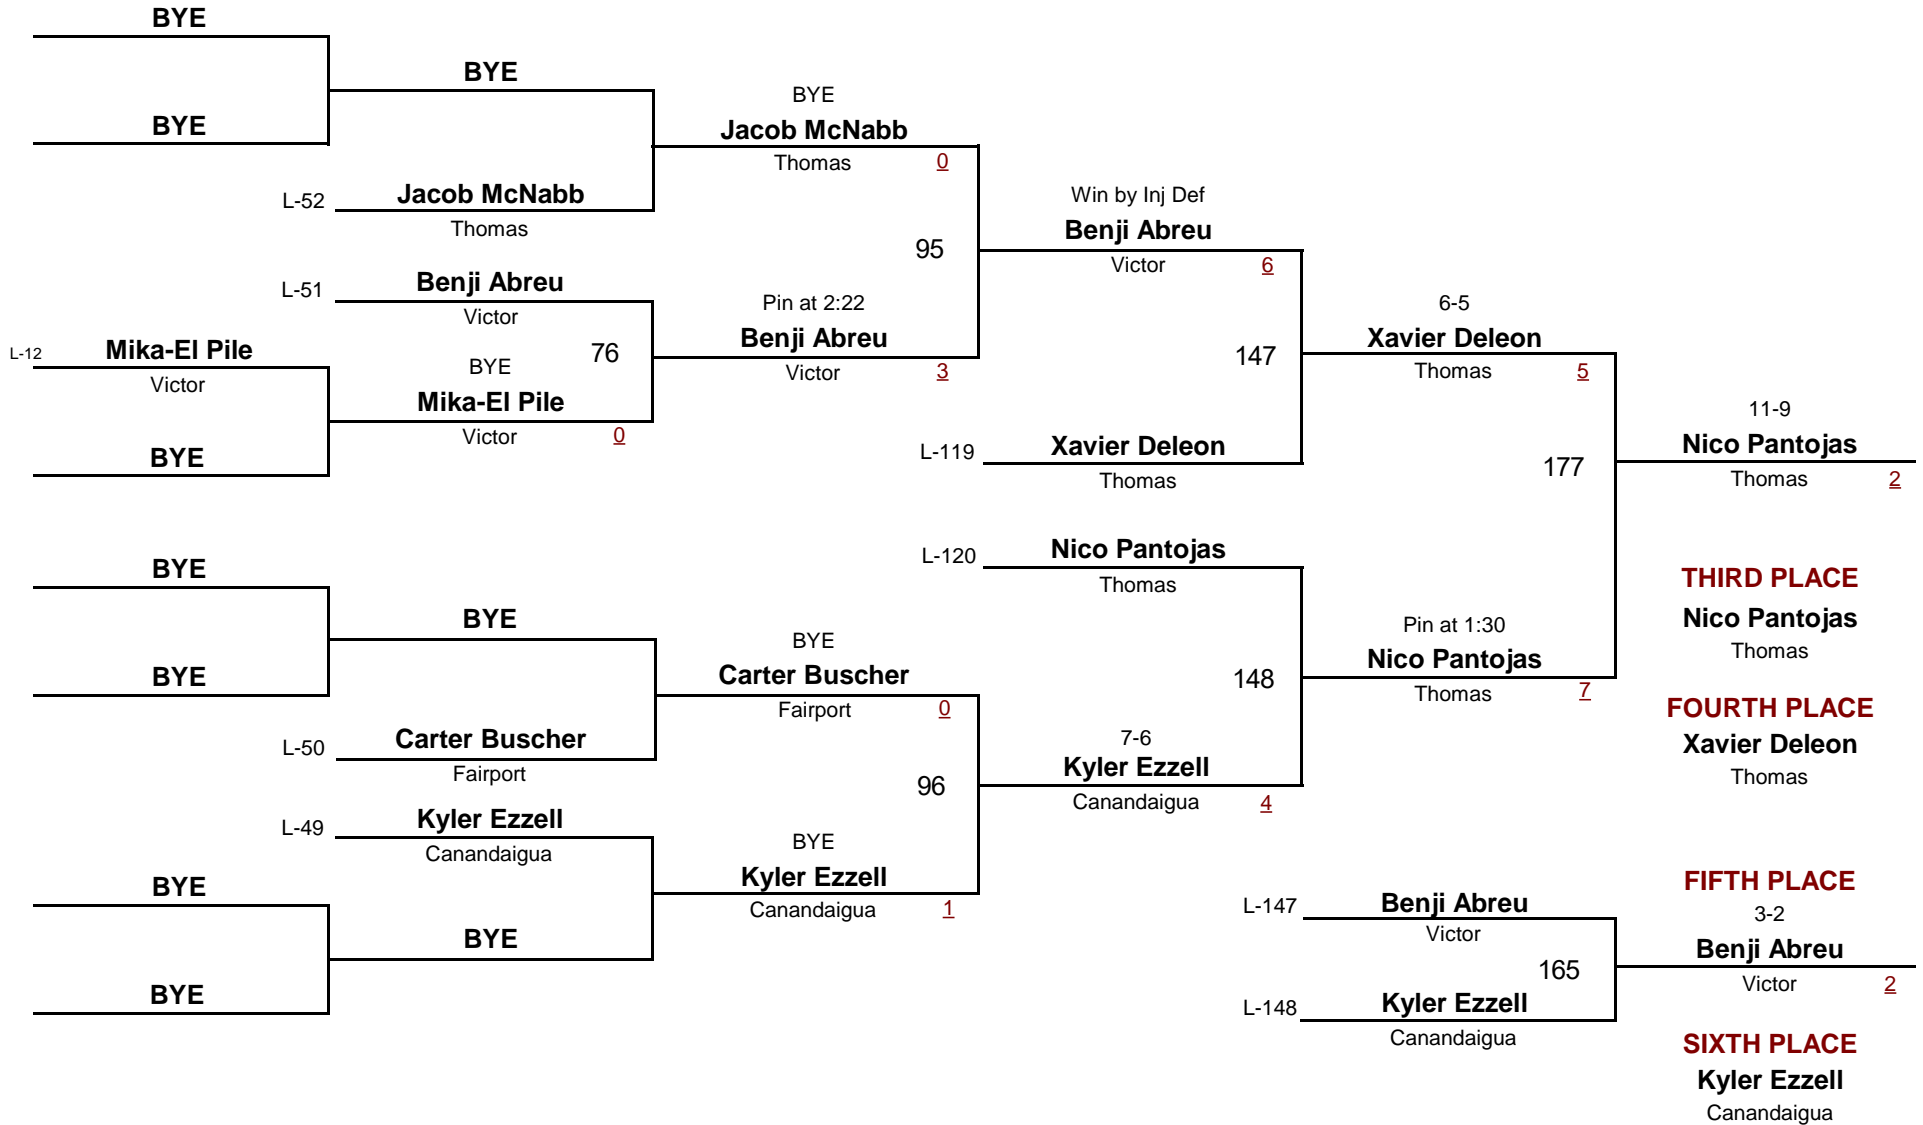 BYE
BYE
BYE
BYE
Jacob McNabb
Thomas 0
L-52 Jacob McNabb
Thomas
Win by Inj Def
Benji Abreu
Victor 6
95
L-51 Benji Abreu
Victor
Pin at 2:22
Benji Abreu
Victor 3
6-5
Xavier Deleon
Thomas 5
L-12 Mika-El Pile
Victor
76
BYE
Mika-El Pile
Victor 0
147
BYE
L-119 Xavier Deleon
Thomas
11-9
Nico Pantojas
Thomas 2
177
L-120 Nico Pantojas
Thomas
BYE
BYE
BYE
BYE
Carter Buscher
Fairport 0
L-50 Carter Buscher
Fairport
148
Pin at 1:30
Nico Pantojas
Thomas 7
THIRD PLACE
Nico Pantojas
Thomas
FOURTH PLACE
Xavier Deleon
Thomas
7-6
Kyler Ezzell
Canandaigua 4
96
L-49 Kyler Ezzell
Canandaigua
BYE
Kyler Ezzell
Canandaigua 1
BYE
BYE
BYE
L-147 Benji Abreu
Victor
165
L-148 Kyler Ezzell
Canandaigua
FIFTH PLACE
3-2
Benji Abreu
Victor 2
SIXTH PLACE
Kyler Ezzell
Canandaigua